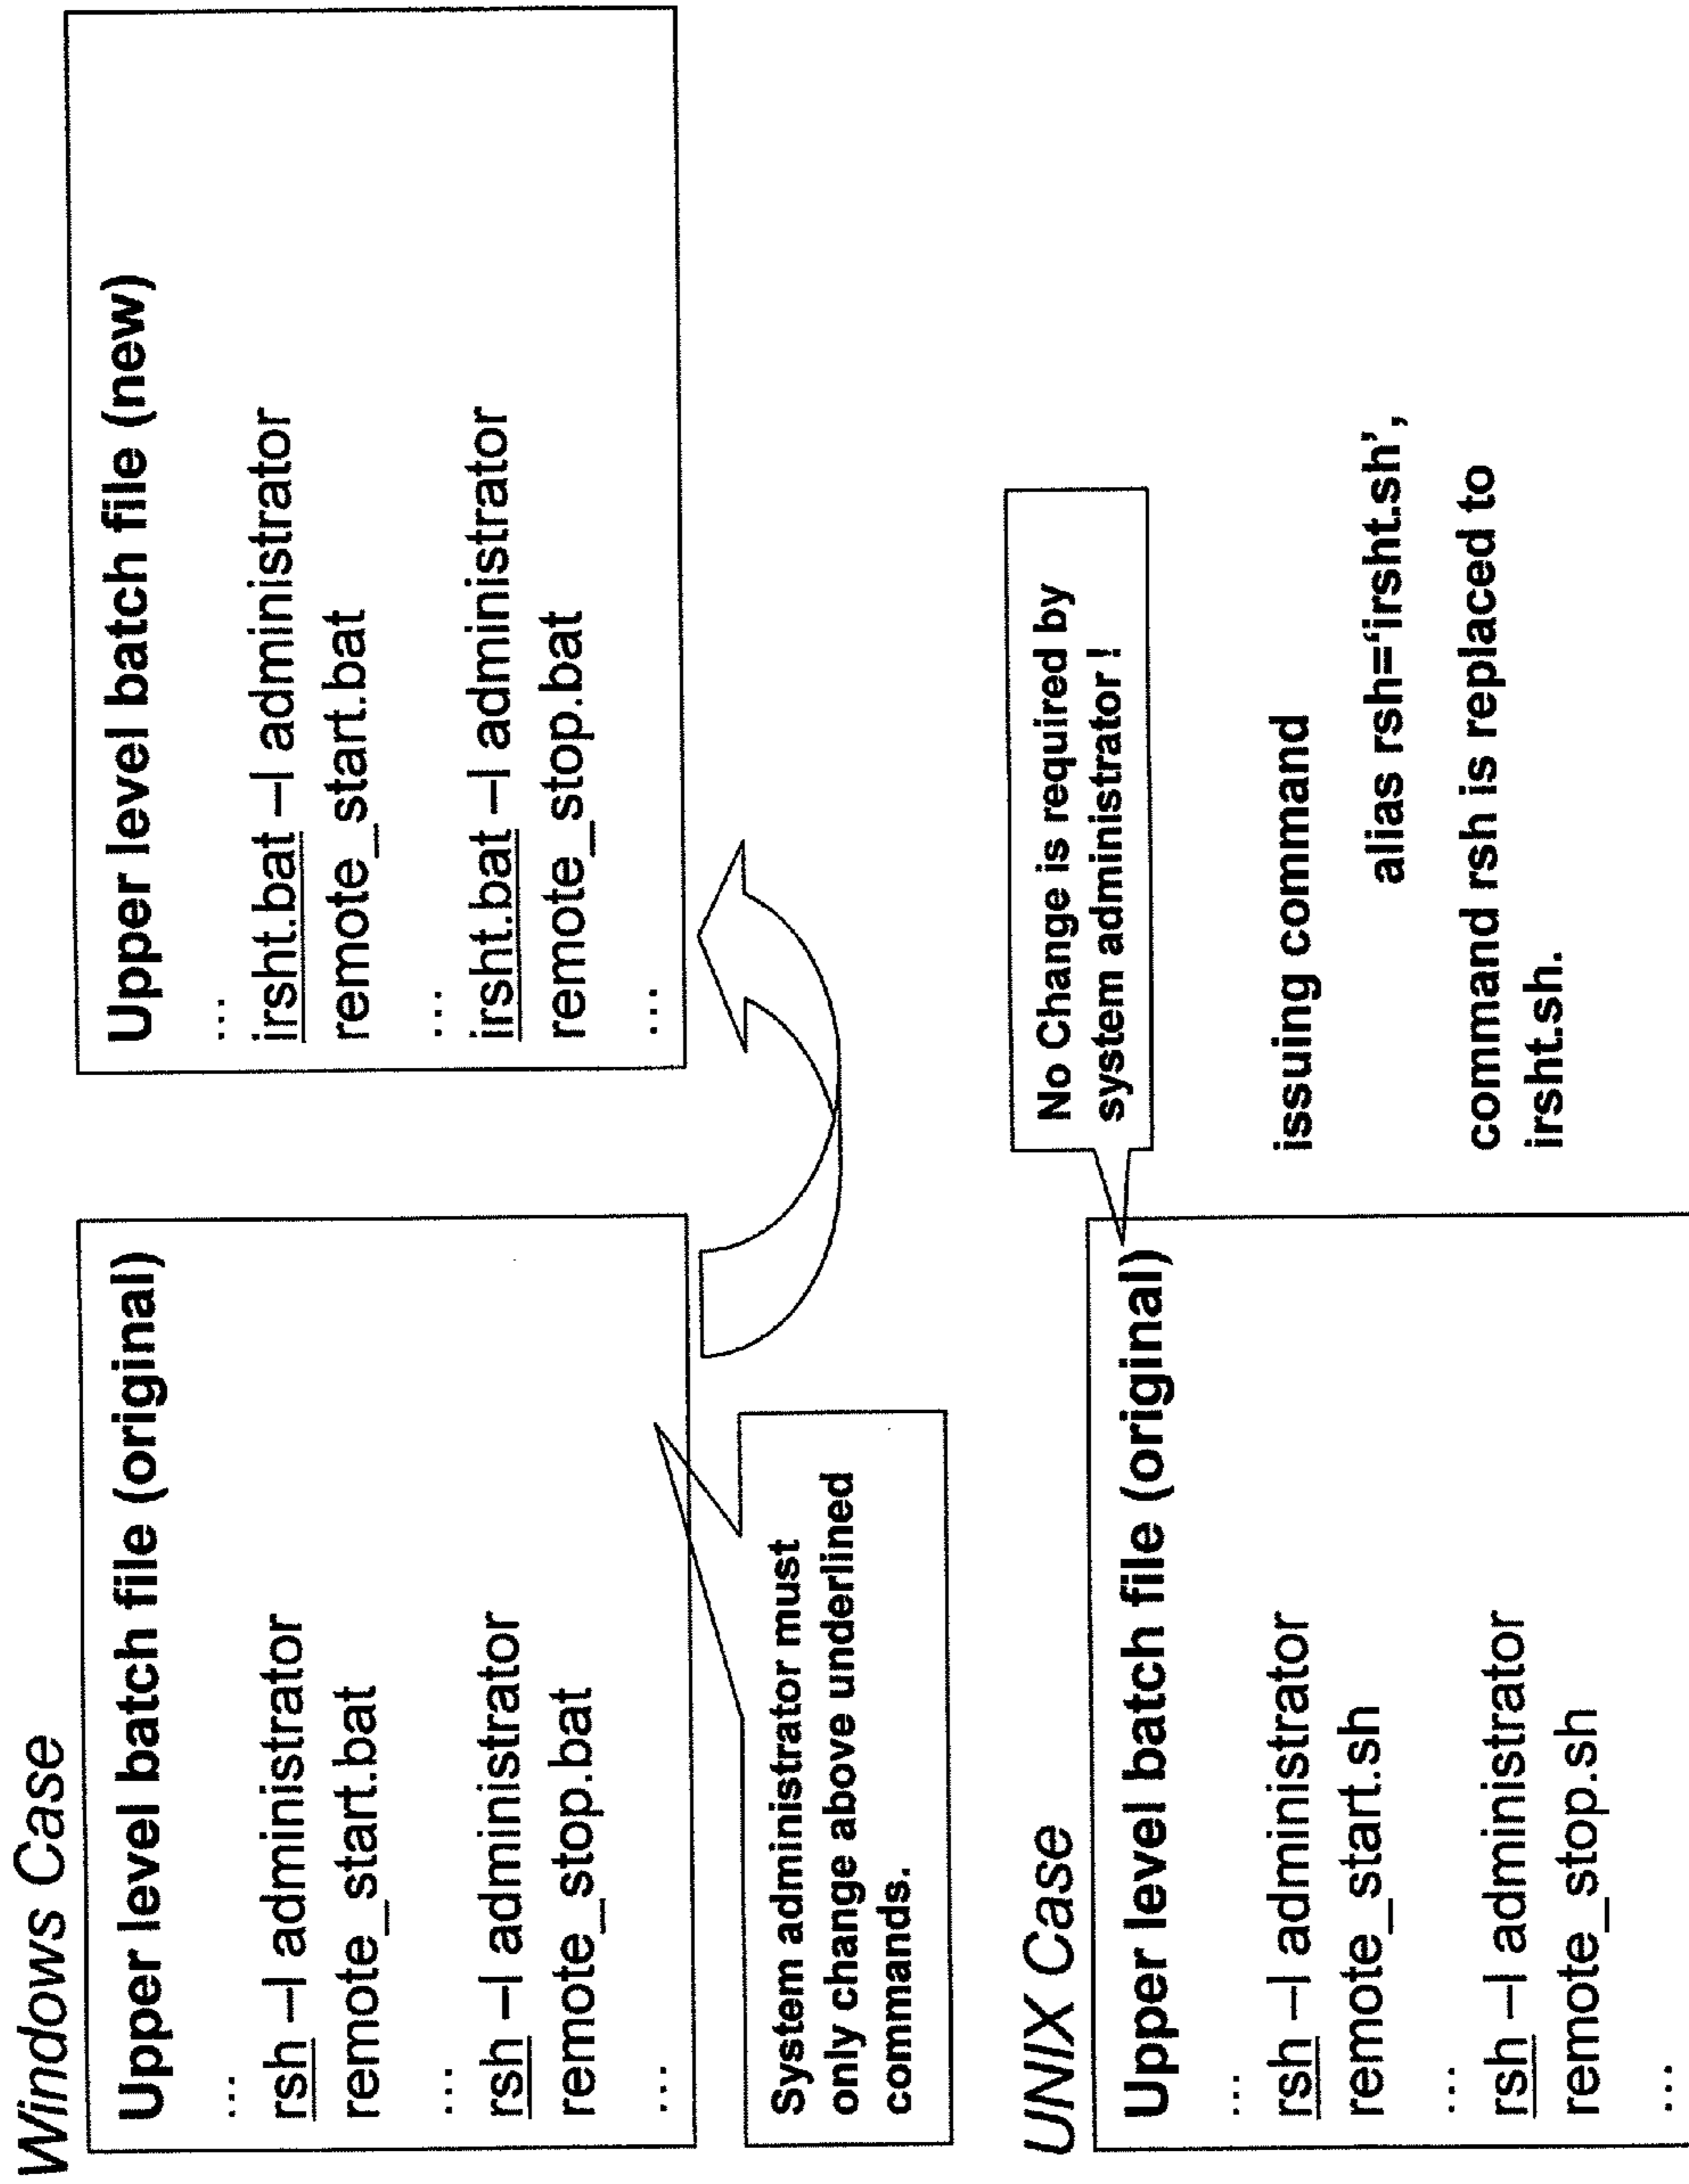 Windows Case
Upper level batch file (original)
...
rsh –l administrator
remote_start.bat
...
rsh –l administrator
remote_stop.bat
...
System administrator must
only change above underlined
commands.
Upper level batch file (new)
...
irsht.bat –l administrator
remote_start.bat
...
irsht.bat –l administrator
remote_stop.bat
...
UNIX Case
Upper level batch file (original)
...
rsh –l administrator
remote_start.sh
...
rsh –l administrator
remote_stop.sh
...
No Change is required by
system administrator!
issuing command
alias rsh=‘irsht.sh’,
command rsh is replaced to
irsht.sh.